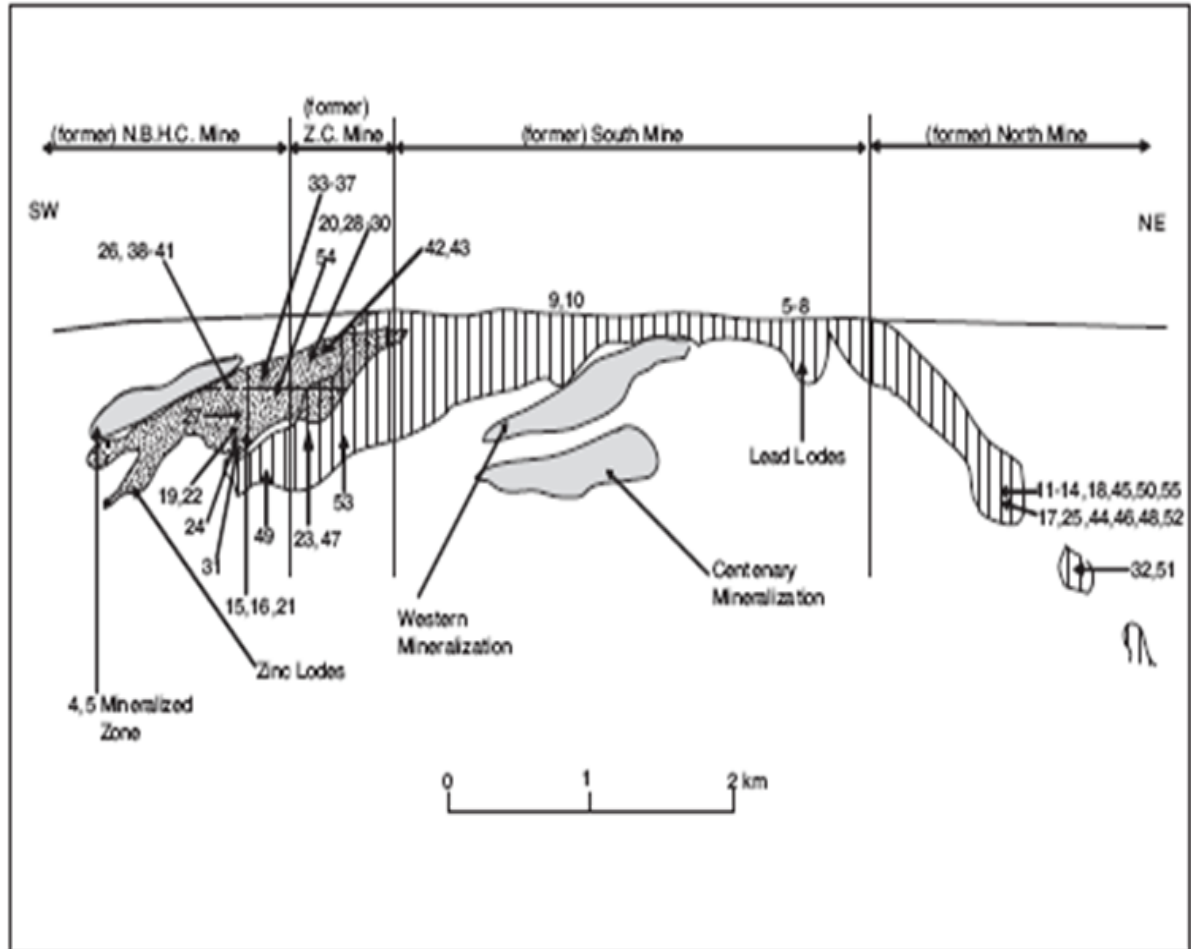 (former)
(former) N.B.H.C. Mine
Z.C. Mine
(former) South Mine
(former) North Mine
33-37
SW
20,28-30
NE
26, 38-41
54
42,43
9,10
5-8
27
Lead Lodes
19,22
53
11-14,18,45,50,55
24
49
23,47
17,25,44,46,48,52
31
32,51
15,16,21
Centenary
Mineralization
Western
Mineralization
Zinc Lodes
4,5 Mineralized
Zone
0
1
2 km